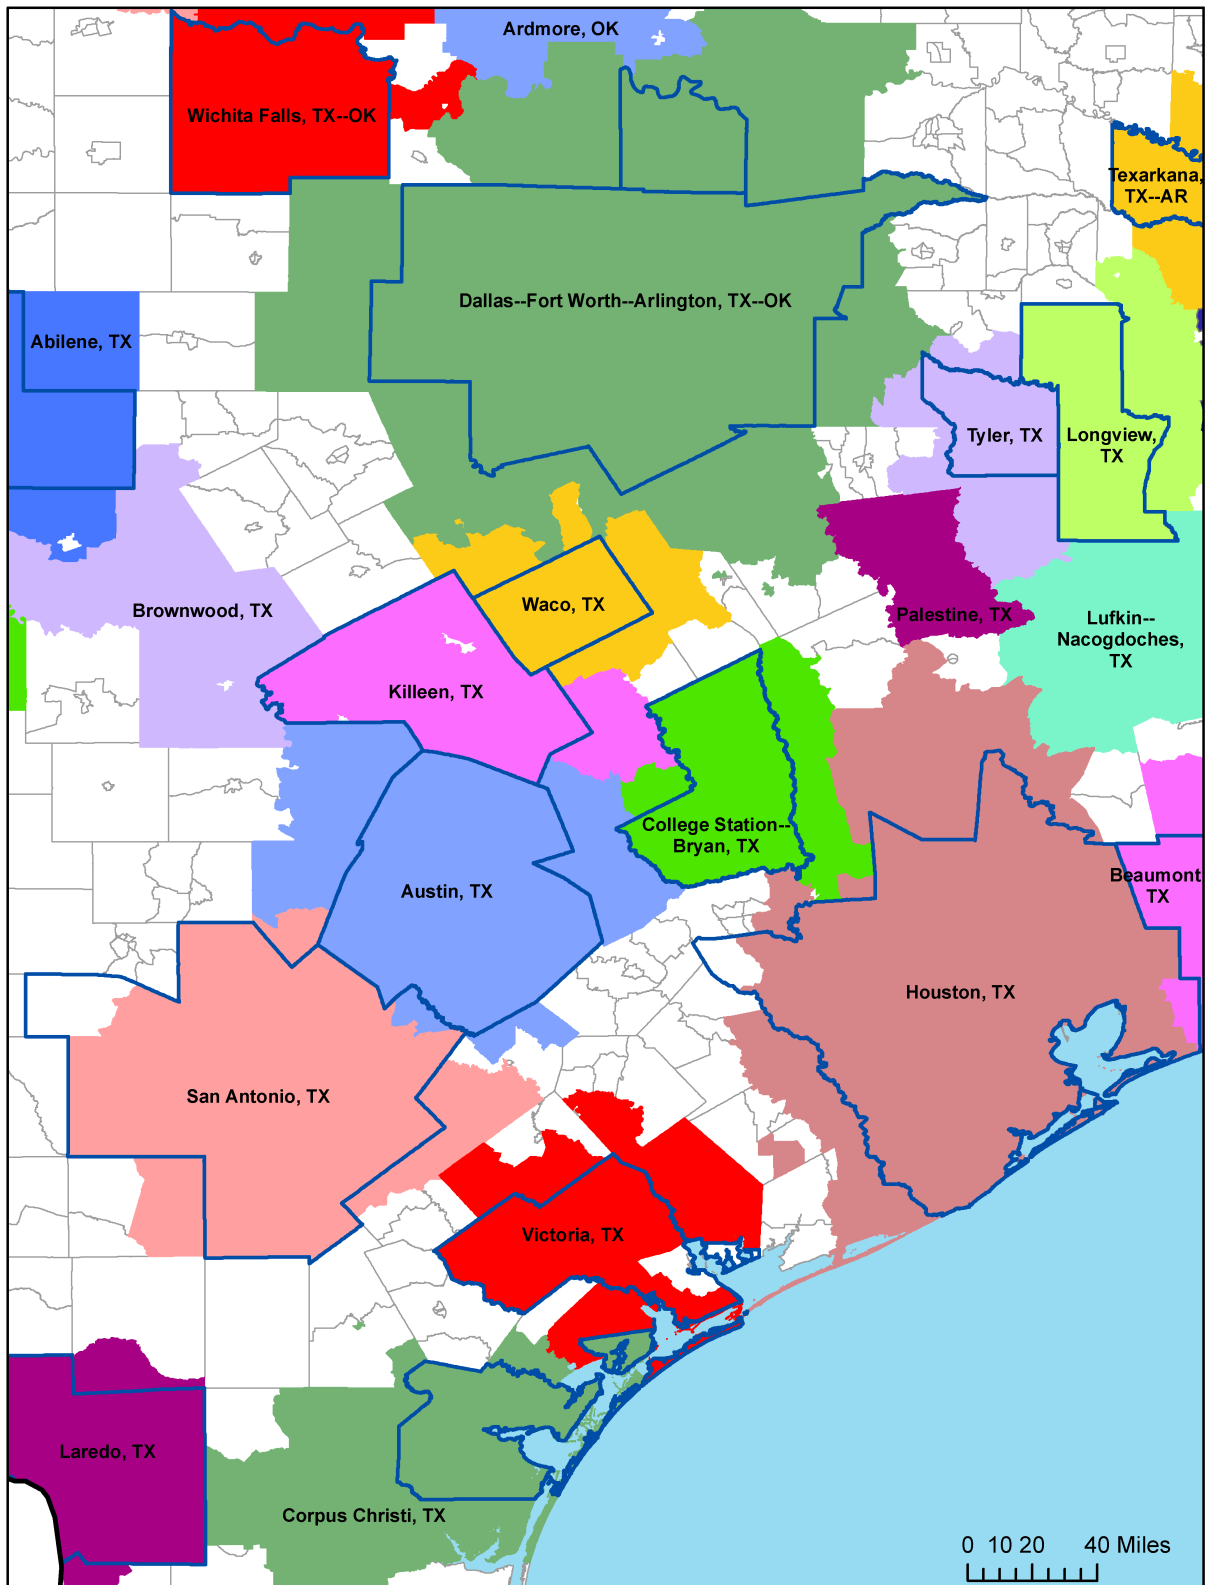 Ardmore, OK
Wichita Falls, TX--OK
Texarkana,
TX--AR
Dallas--Fort Worth--Arlington, TX--OK
Abilene, TX
Tyler, TX
Longview,
TX
Waco, TX
Brownwood, TX
Palestine, TX
Lufkin--
Nacogdoches,
TX
Killeen, TX
College Station--
Bryan, TX
Beaumont
TX
Austin, TX
Houston, TX
San Antonio, TX
Victoria, TX
Laredo, TX
Corpus Christi, TX
0 10 20 40 Miles